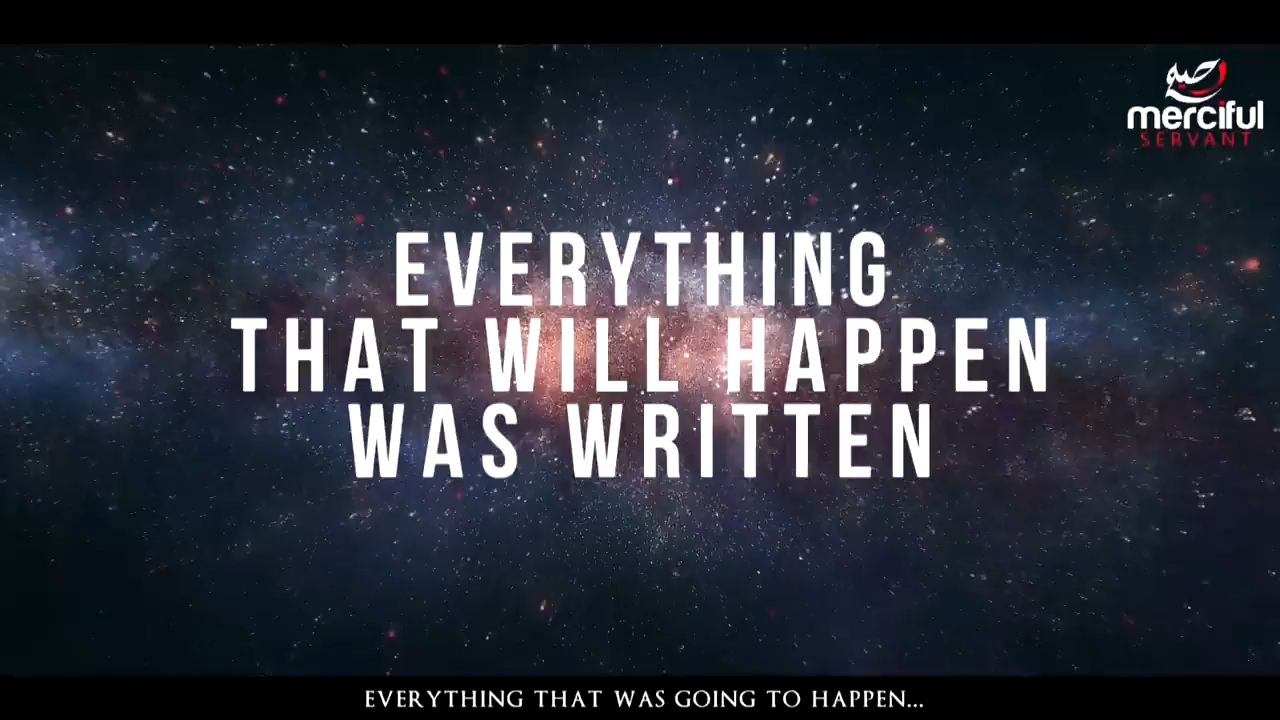 merciful
SERVANT
EVERYTHING
THAT WILL HAPPEN
WAS WRITTEN
EVERYTHING THAT WAS GOING TO HAPPEN...